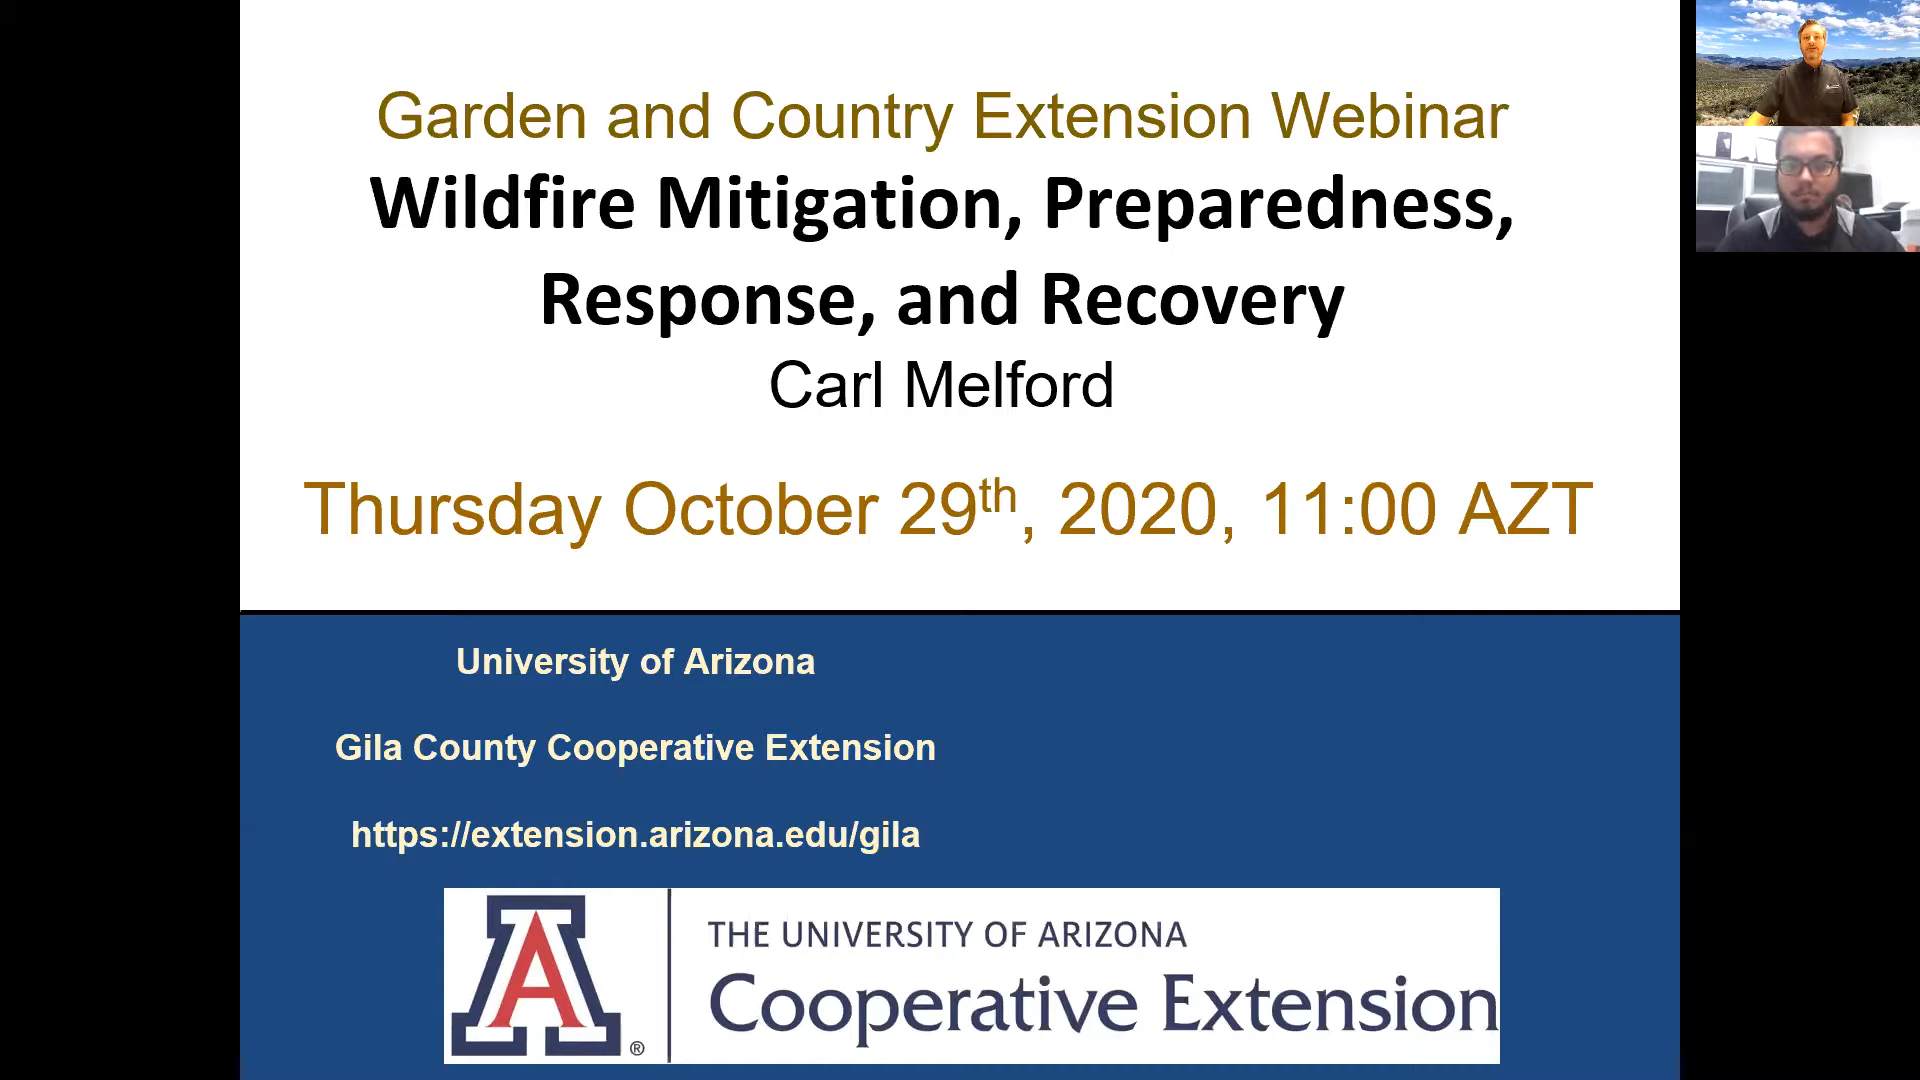 Garden and Country Extension Webinar
Wildfire Mitigation, Preparedness,
Response, and Recovery
Carl Melford
Thursday October 29th, 2020, 11:00 AZT
University of Arizona
Gila County Cooperative Extension
https://extension.arizona.edu/gila
A ®
THE UNIVERSITY OF ARIZONA
Cooperative Extension